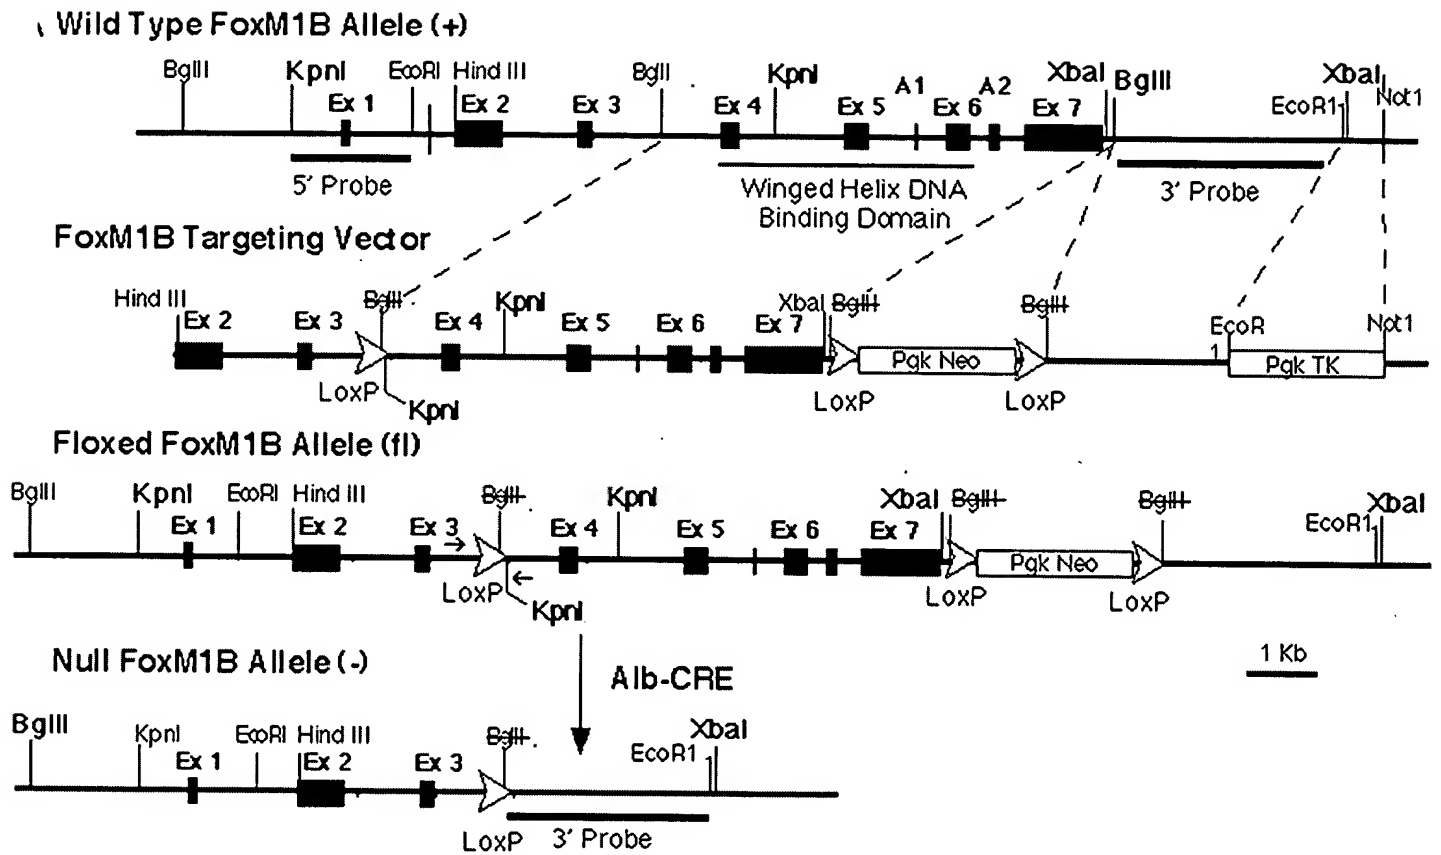 Wild Type FoxM1B Allele (+)
BglII KpnI EcoRI Hind III BglII KpnI XbaI BglII XbaI
Ex 1 Ex 2 Ex 3 Ex 4 Ex 5 A1 Ex 6 A2 Ex 7 EcoR1 Not1
5' Probe Winged Helix DNA 3' Probe
Binding Domain
FoxM1B Targeting Vector
Hind III BglII KpnI XbaI BglII BglII
Ex 2 Ex 3 Ex 4 Ex 5 Ex 6 Ex 7 EcoR Not1
1
Pgk Neo Pgk TK
LoxP KpnI LoxP LoxP
Floxed FoxM1B Allele (fl)
BglII KpnI EcoRI Hind III BglII KpnI XbaI BglII BglII XbaI
Ex 1 Ex 2 Ex 3 Ex 4 Ex 5 Ex 6 Ex 7 EcoR1
Pgk Neo
LoxP KpnI LoxP LoxP
Null FoxM1B Allele (-)
1 Kb
Alb-CRE
BglII KpnI EcoRI Hind III BglII XbaI
Ex 1 Ex 2 Ex 3 EcoR1
LoxP 3' Probe